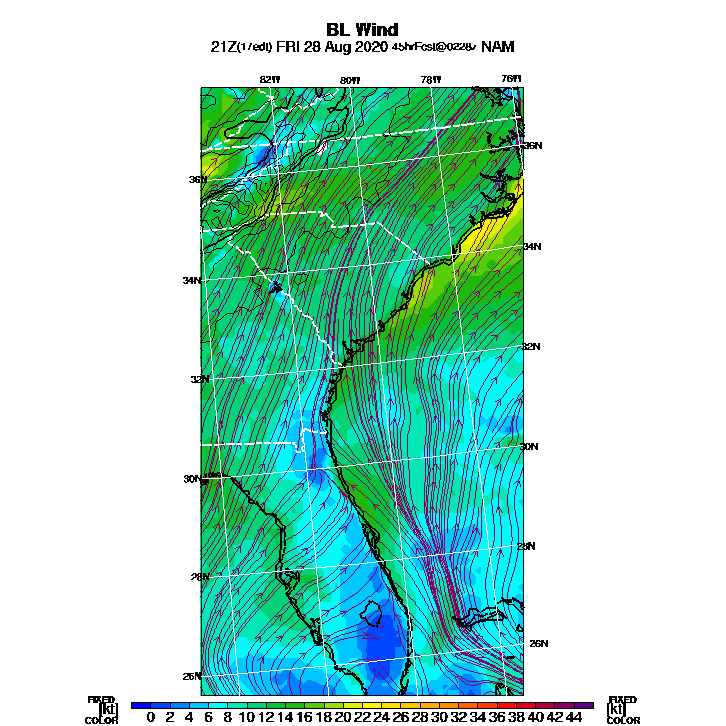 BL Wind
21Z(17edt) FRI 28 Aug 2020 45hrFcst@0228z NAM
82W 80W 78W 76W
36N 36N
34N 34N
32N 32N
30N 30N
28N 28N
26N 26N
FIXED FIXED
[kt] 0 2 4 6 8 10 12 14 16 18 20 22 24 26 28 30 32 34 36 38 40 42 44 [kt]
COLOR COLOR